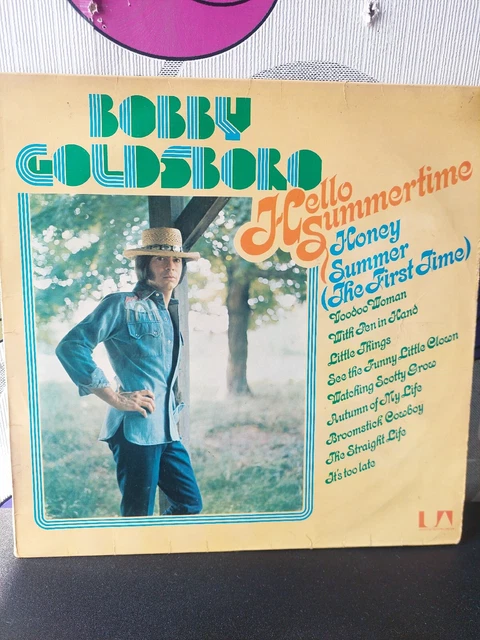 BOBBY
GOLDSBORO
Hello
Summertime
Honey
Summer
(The First Time)
Voodoo Woman
With Pen in Hand
Little Things
See the Funny Little Clown
Watching Scotty Grow
Autumn of My Life
Broomstick Cowboy
The Straight Life
It's too late
UA